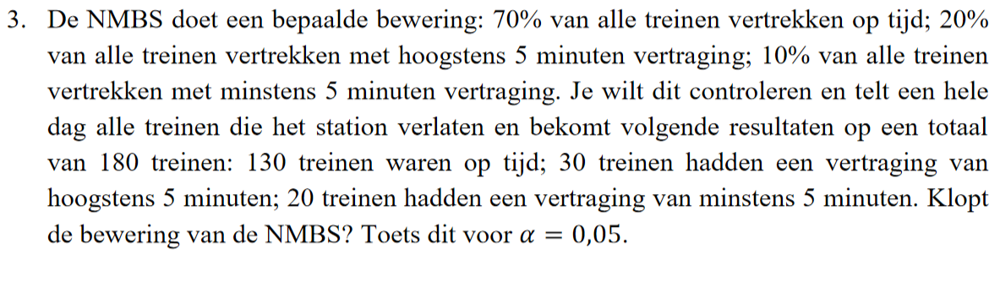 3. De NMBS doet een bepaalde bewering: 70% van alle treinen vertrekken op tijd; 20%
van alle treinen vertrekken met hoogstens 5 minuten vertraging; 10% van alle treinen
vertrekken met minstens 5 minuten vertraging. Je wilt dit controleren en telt een hele
dag alle treinen die het station verlaten en bekomt volgende resultaten op een totaal
van 180 treinen: 130 treinen waren op tijd; 30 treinen hadden een vertraging van
hoogstens 5 minuten; 20 treinen hadden een vertraging van minstens 5 minuten. Klopt
de bewering van de NMBS? Toets dit voor α = 0,05.